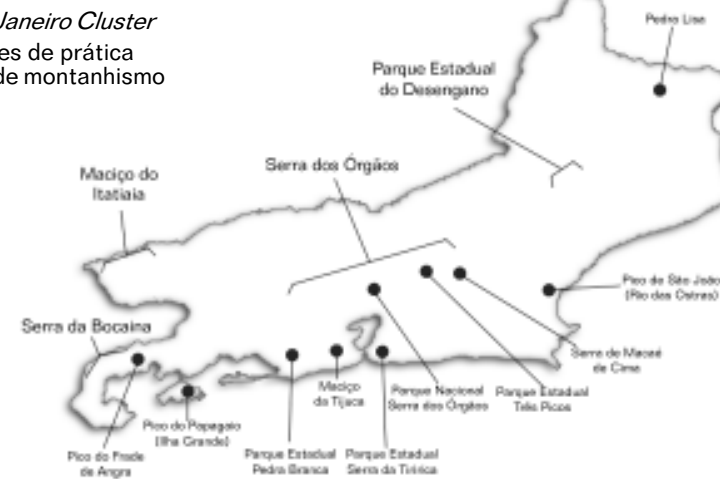 Janeiro Cluster
es de prática
de montanhismo
Pedra Lisa
Parque Estadual
do Desengano
Serra dos Órgãos
Maciço do
Itatiaia
Pico de São João
(Rio das Ostras)
Serra da Bocaina
Serra de Macaé
de Cima
Maciço
da Tijuca
Parque Nacional
Serra dos Órgãos
Parque Estadual
Três Picos
Pico do Papagaio
(Ilha Grande)
Pico do Frade
de Angra
Parque Estadual
Pedra Branca
Parque Estadual
Serra da Tiririca